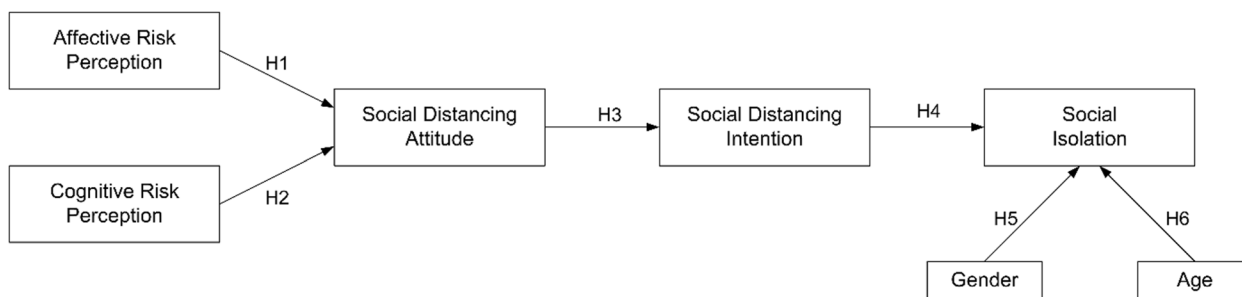 Affective Risk
Perception
H1
Cognitive Risk
Perception
H2
Social Distancing
Attitude
H3
Social Distancing
Intention
H4
Social
Isolation
H5
H6
Gender
Age